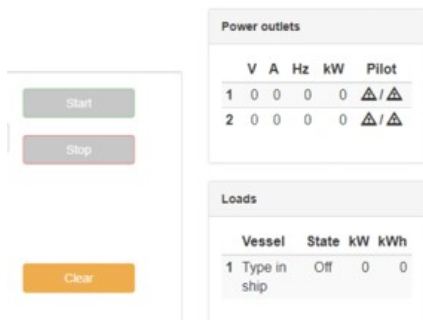 Start
Stop
Clear
Power outlets
V A Hz kW Pilot
1 0 0 0 0 ⚠/⚠
2 0 0 0 0 ⚠/⚠
Loads
Vessel State kW kWh
1 Type in Off 0 0
ship